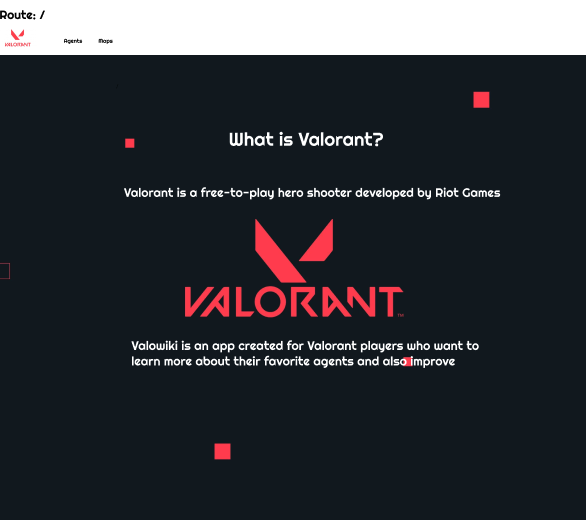 Route: /
VALORANT
Agents Maps
What is Valorant?
Valorant is a free-to-play hero shooter developed by Riot Games
VALORANT™
Valowiki is an app created for Valorant players who want to
learn more about their favorite agents and also improve